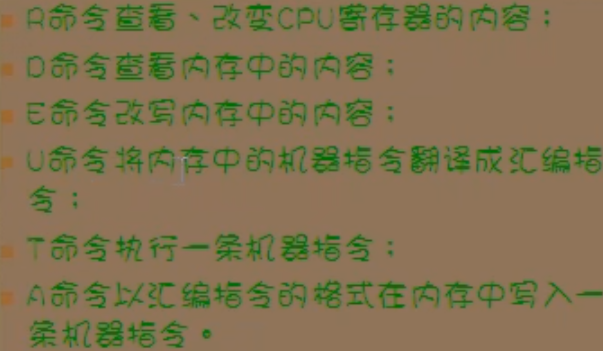 R命令查看、改变CPU寄存器的内容；
D命令查看内存中的内容；
E命令改写内存中的内容；
U命令将内存中的机器指令翻译成汇编指
令；
T命令执行一条机器指令；
A命令以汇编指令的格式在内存中写入一
条机器指令。